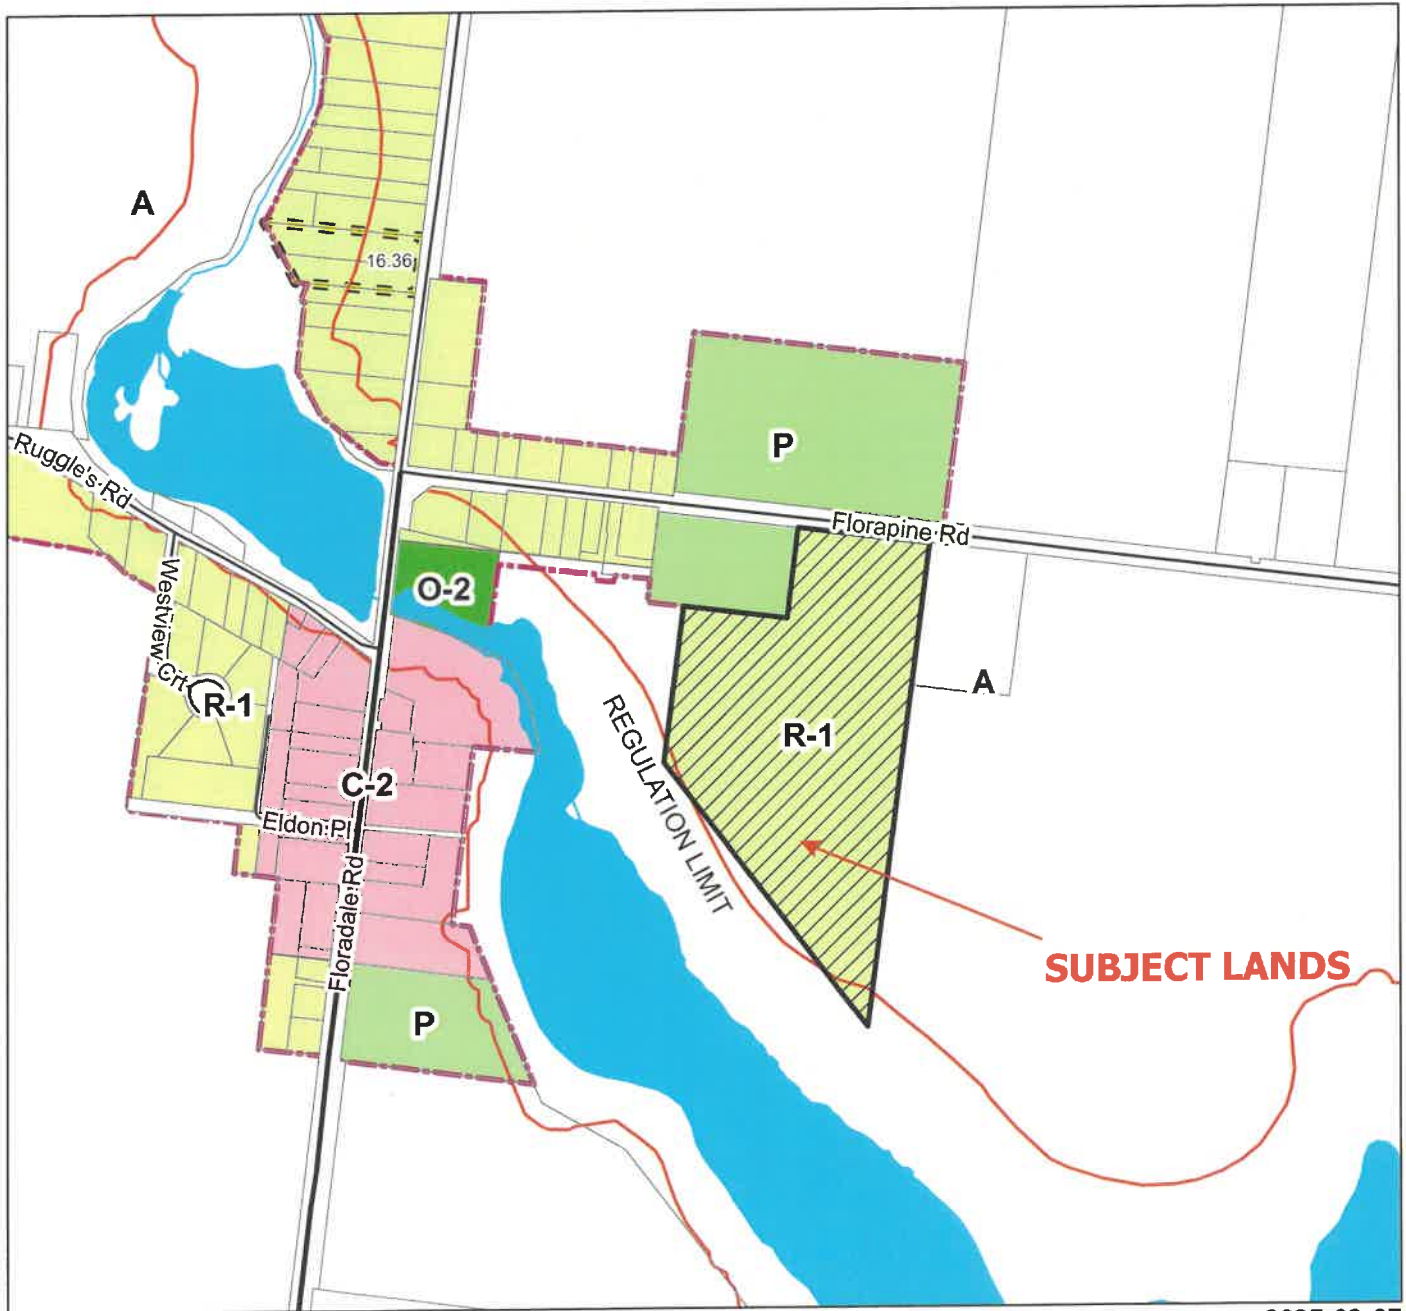 A
16.36
P
Ruggle's Rd
Florapine Rd
O-2
Westview Crt
R-1
A
R-1
REGULATION LIMIT
C-2
Eldon Pl
Floradale Rd
SUBJECT LANDS
P